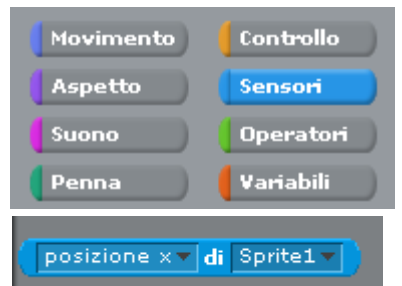 Movimento Controllo
Aspetto Sensori
Suono Operatori
Penna Variabili
posizione x di Sprite1